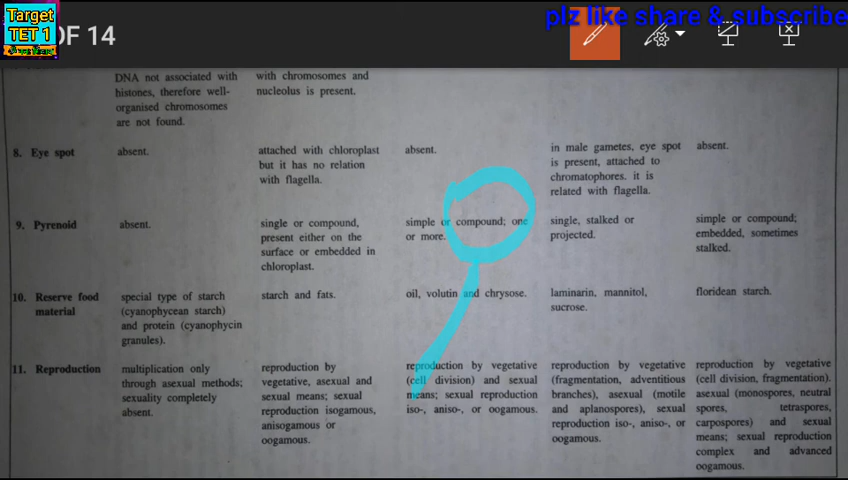 Target
TET 1
OF 14
plz like share & subscribe
DNA not associated with
histones, therefore well-
organised chromosomes
are not found.
with chromosomes and
nucleolus is present.
8. Eye spot
absent.
attached with chloroplast
but it has no relation
with flagella.
absent.
in male gametes, eye spot
is present, attached to
chromatophores. it is
related with flagella.
absent.
9. Pyrenoid
absent.
single or compound,
present either on the
surface or embedded in
chloroplast.
simple or compound; one
or more.
single, stalked or
projected.
simple or compound;
embedded, sometimes
stalked.
10. Reserve food
material
special type of starch
(cyanophycean starch)
and protein (cyanophycin
granules).
starch and fats.
oil, volutin and chrysose.
laminarin, mannitol,
sucrose.
floridean starch.
11. Reproduction
multiplication only
through asexual methods;
sexuality completely
absent.
reproduction by
vegetative, asexual and
sexual means; sexual
reproduction isogamous,
anisogamous or
oogamous.
reproduction by vegetative
(cell division) and sexual
means; sexual reproduction
iso-, aniso-, or oogamous.
reproduction by vegetative
(fragmentation, adventitious
branches), asexual (motile
and aplanospores), sexual
reproduction iso-, aniso-, or
oogamous.
reproduction by vegetative
(cell division, fragmentation).
asexual (monospores, neutral
spores, tetraspores,
carpospores) and sexual
means; sexual reproduction
complex and advanced
oogamous.